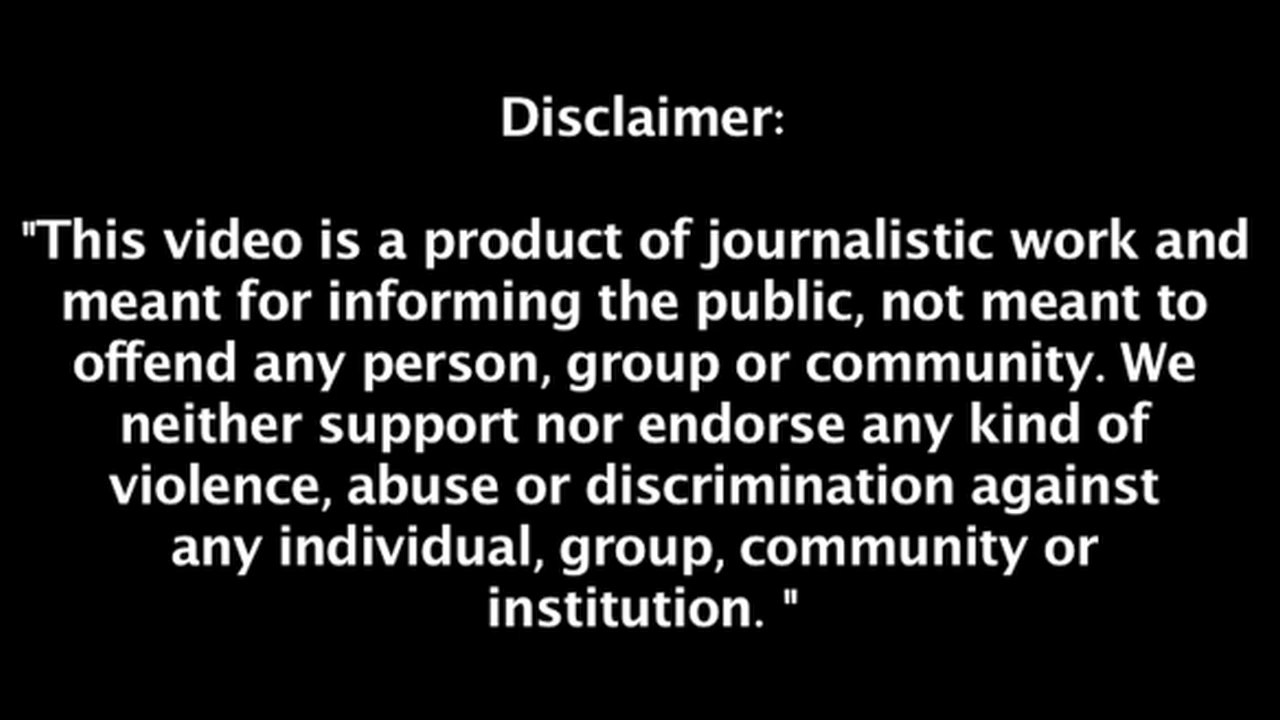 Disclaimer:
"This video is a product of journalistic work and
meant for informing the public, not meant to
offend any person, group or community. We
neither support nor endorse any kind of
violence, abuse or discrimination against
any individual, group, community or
institution. "